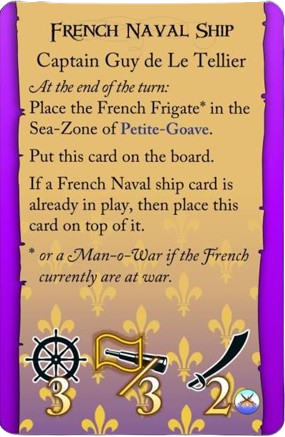 French Naval Ship
Captain Guy de Le Tellier
At the end of the turn:
Place the French Frigate* in the
Sea-Zone of Petite-Goave.
Put this card on the board.
If a French Naval ship card is
already in play, then place this
card on top of it.
* or a Man-o-War if the French
currently are at war.
3 /3 2